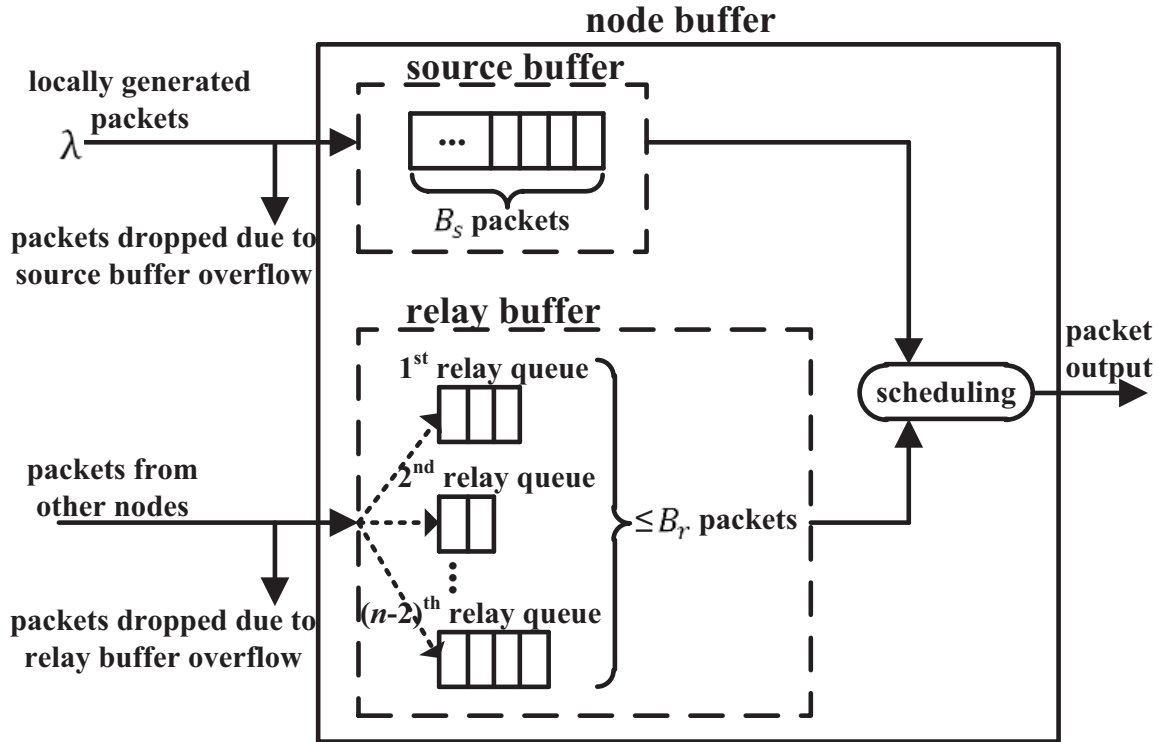 node buffer
source buffer
locally generated
packets
λ
...
B_s packets
packets dropped due to
source buffer overflow
relay buffer
1st relay queue
2nd relay queue
(n-2)th relay queue
≤ B_r packets
packets from
other nodes
packets dropped due to
relay buffer overflow
scheduling
packet
output